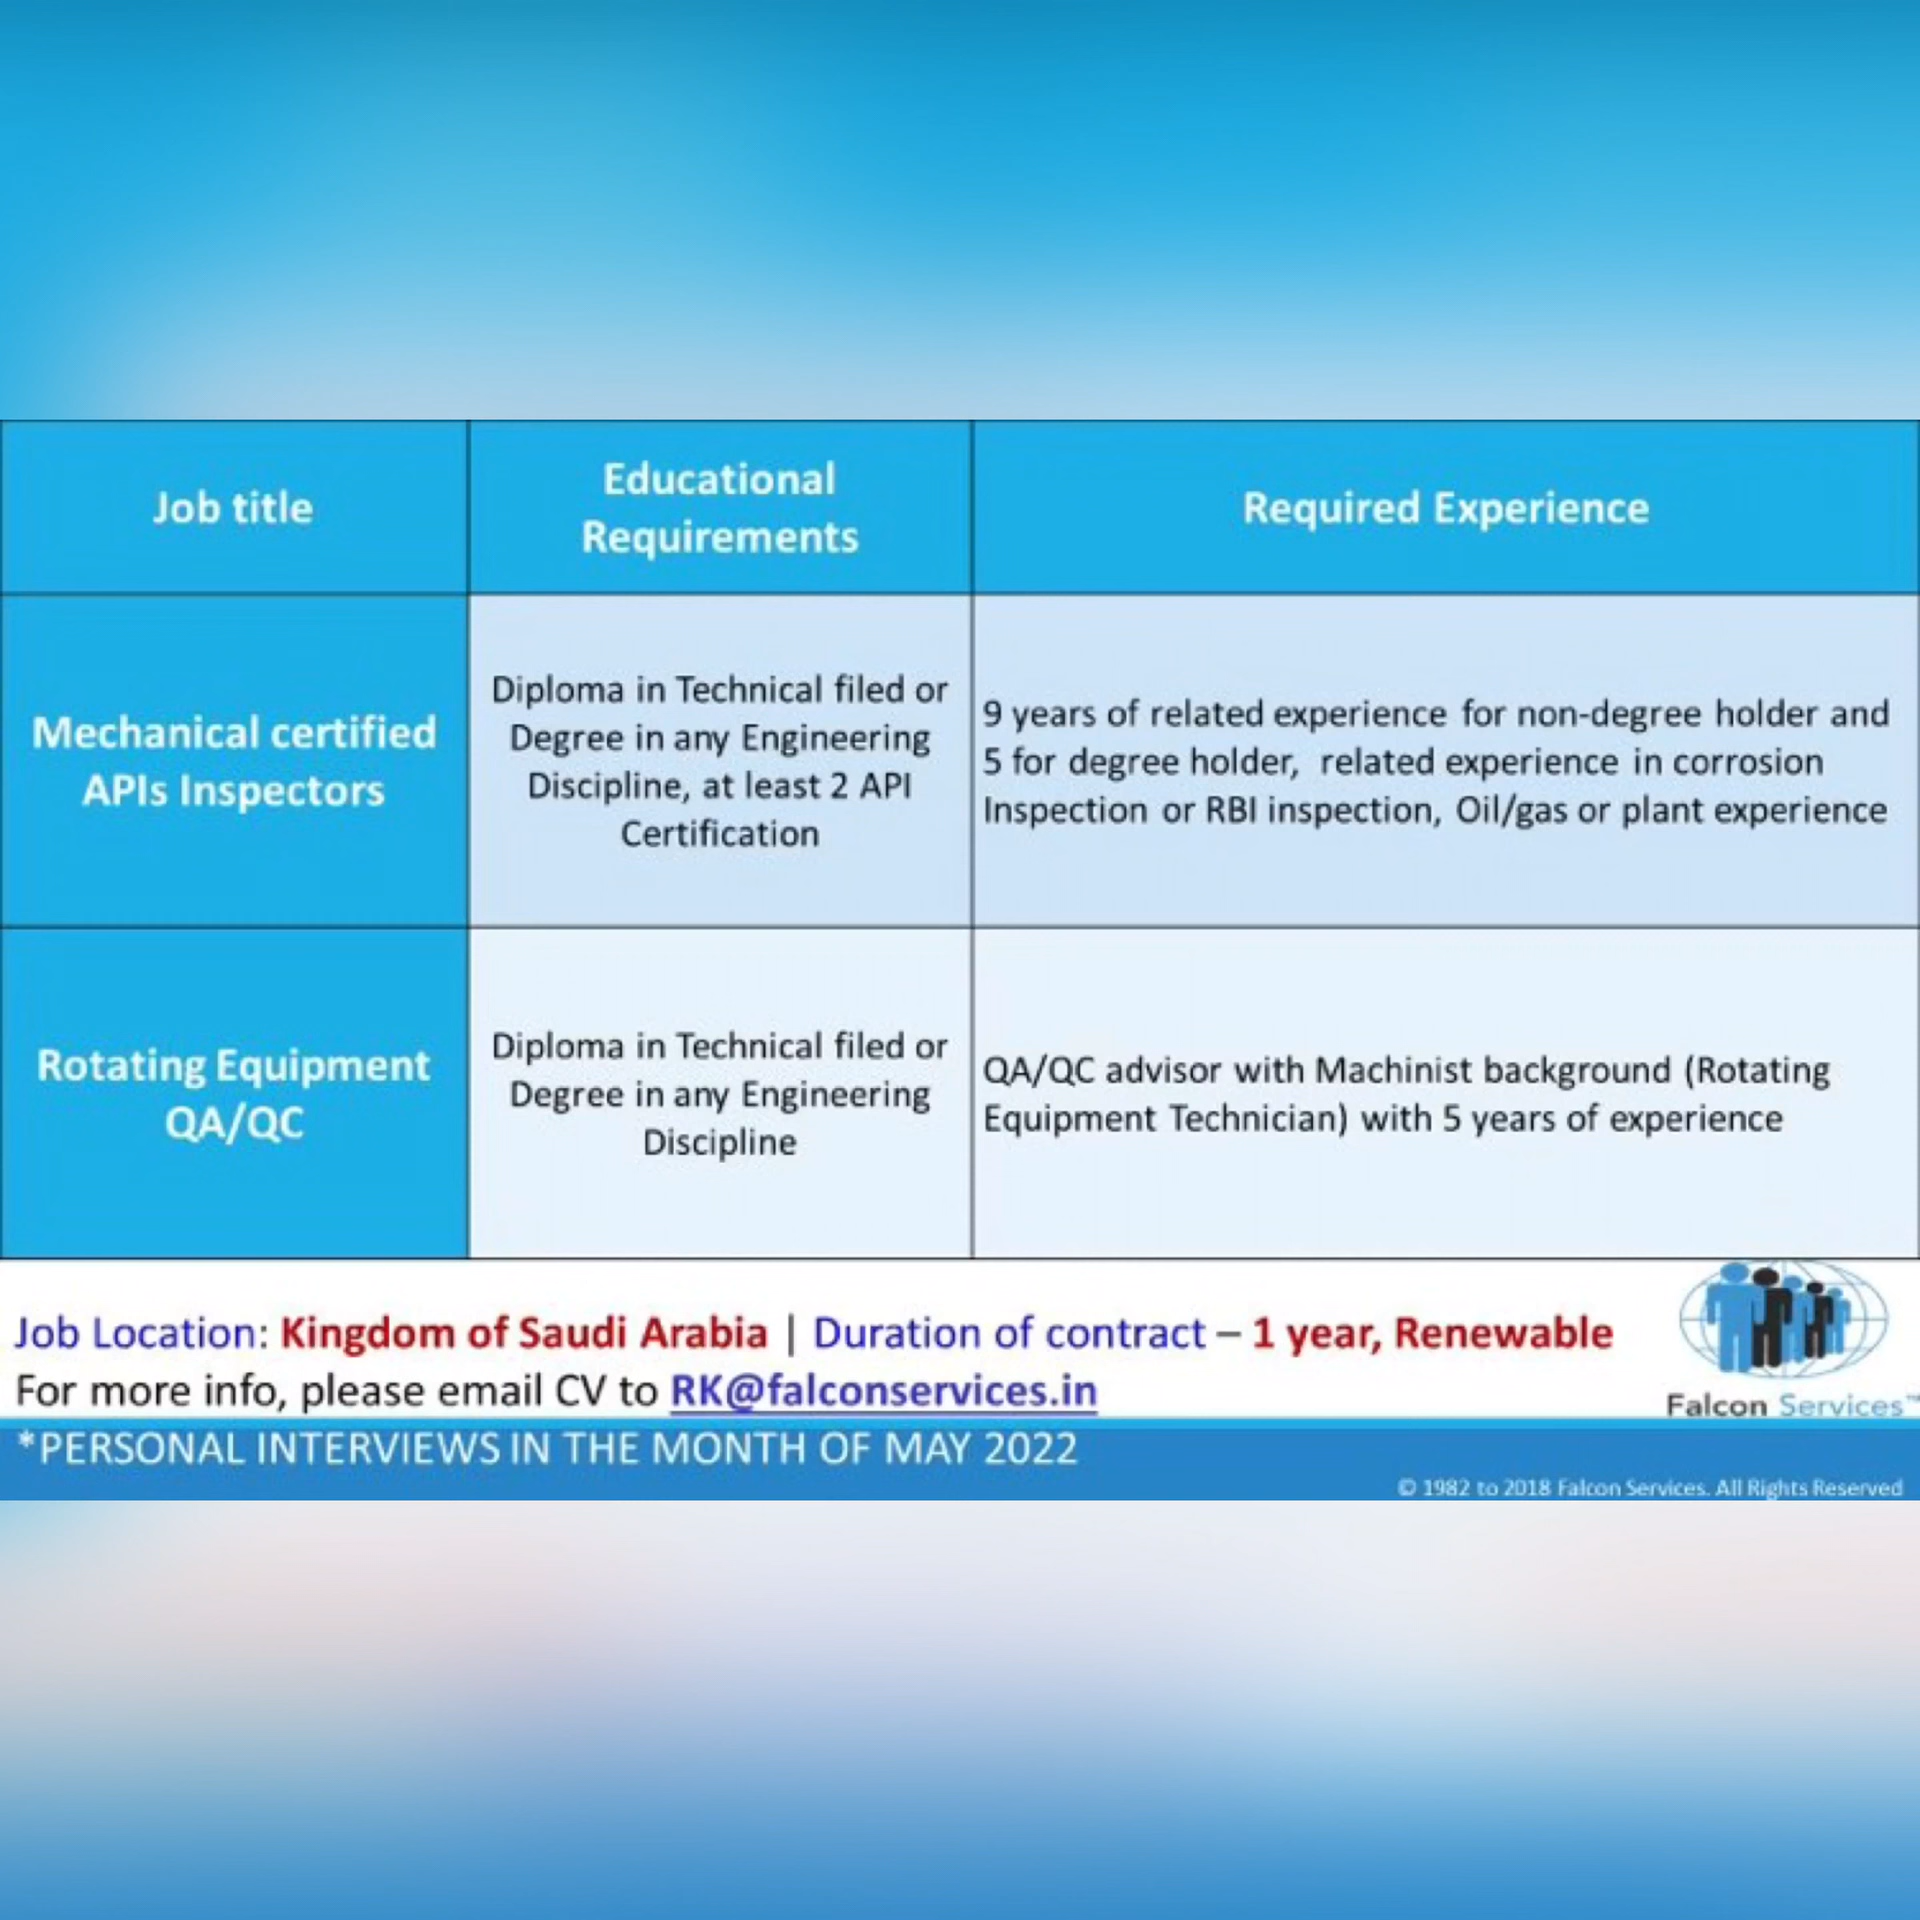 Job title
Educational
Requirements
Required Experience
Mechanical certified
APIs Inspectors
Diploma in Technical filed or
Degree in any Engineering
Discipline, at least 2 API
Certification
9 years of related experience for non-degree holder and
5 for degree holder, related experience in corrosion
Inspection or RBI inspection, Oil/gas or plant experience
Rotating Equipment
QA/QC
Diploma in Technical filed or
Degree in any Engineering
Discipline
QA/QC advisor with Machinist background (Rotating
Equipment Technician) with 5 years of experience
Job Location: Kingdom of Saudi Arabia | Duration of contract – 1 year, Renewable
For more info, please email CV to RK@falconservices.in
Falcon Services™
*PERSONAL INTERVIEWS IN THE MONTH OF MAY 2022
© 1982 to 2018 Falcon Services. All Rights Reserved